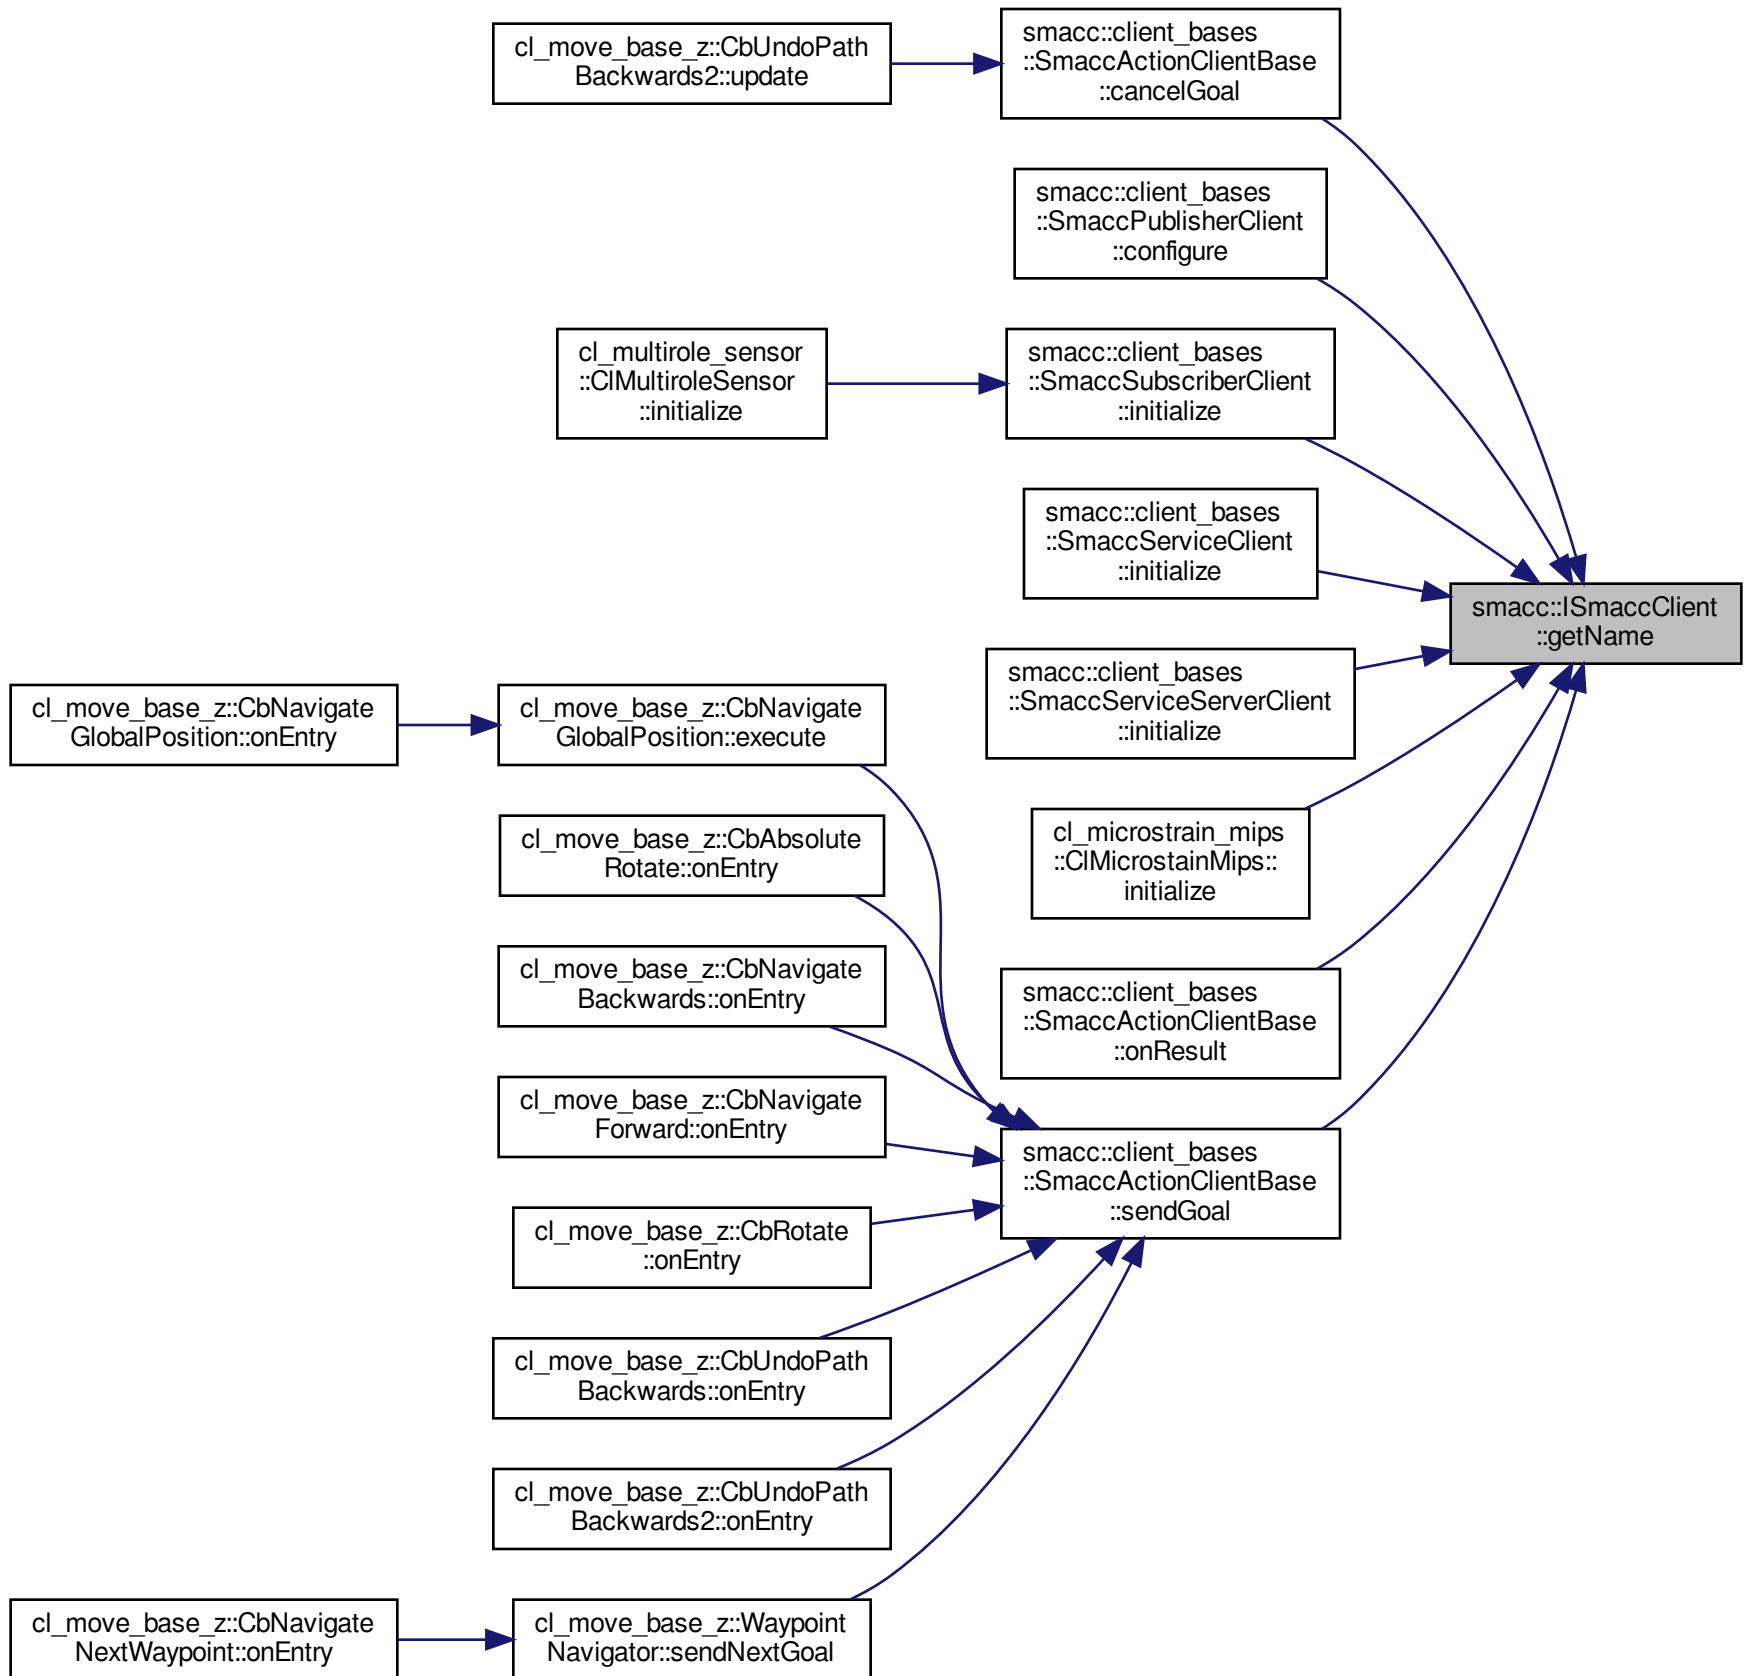 cl_move_base_z::CbUndoPath
Backwards2::update
smacc::client_bases
::SmaccActionClientBase
::cancelGoal
smacc::client_bases
::SmaccPublisherClient
::configure
cl_multirole_sensor
::ClMultiroleSensor
::initialize
smacc::client_bases
::SmaccSubscriberClient
::initialize
smacc::client_bases
::SmaccServiceClient
::initialize
smacc::ISmaccClient
::getName
smacc::client_bases
::SmaccServiceServerClient
::initialize
cl_move_base_z::CbNavigate
GlobalPosition::onEntry
cl_move_base_z::CbNavigate
GlobalPosition::execute
cl_microstrain_mips
::ClMicrostainMips::
initialize
cl_move_base_z::CbAbsolute
Rotate::onEntry
cl_move_base_z::CbNavigate
Backwards::onEntry
smacc::client_bases
::SmaccActionClientBase
::onResult
cl_move_base_z::CbNavigate
Forward::onEntry
smacc::client_bases
::SmaccActionClientBase
::sendGoal
cl_move_base_z::CbRotate
::onEntry
cl_move_base_z::CbUndoPath
Backwards::onEntry
cl_move_base_z::CbUndoPath
Backwards2::onEntry
cl_move_base_z::CbNavigate
NextWaypoint::onEntry
cl_move_base_z::Waypoint
Navigator::sendNextGoal